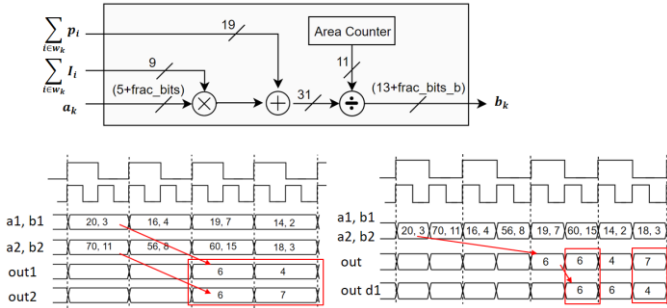 ∑ i∈w_k p_i
19
Area Counter
∑ i∈w_k I_i
9
11
(5+frac_bits)
31
(13+frac_bits_b)
a_k
×
+
÷
b_k
a1, b1
20, 3
16, 4
19, 7
14, 2
a2, b2
70, 11
56, 8
60, 15
18, 3
out1
6
4
out2
6
7
a1, b1
a2, b2
20, 3
70, 11
16, 4
56, 8
19, 7
60, 15
14, 2
18, 3
out
6
6
4
7
out d1
6
6
4